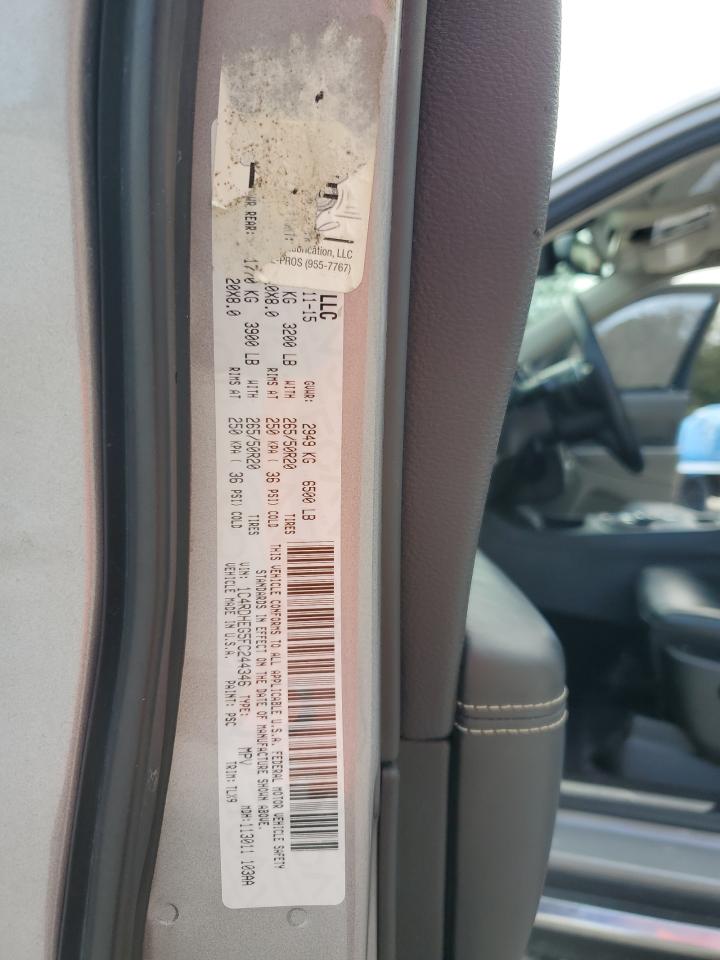 ubrication, LLC
-PROS (955-7767)
LLC
11-15 GVWR: 2949 KG 6500 LB
KG 3200 LB WITH 265/50R20 TIRES
20X8.0 RIMS AT 250 KPA ( 36 PSI) COLD
WR REAR: 1770 KG 3900 LB WITH 265/50R20 TIRES
20X8.0 RIMS AT 250 KPA ( 36 PSI) COLD
THIS VEHICLE CONFORMS TO ALL APPLICABLE U.S.A. FEDERAL MOTOR VEHICLE SAFETY
STANDARDS IN EFFECT ON THE DATE OF MANUFACTURE SHOWN ABOVE.
VIN: 1C4RDHEG5FC244346 TYPE: MPV MDH:113011 103AA
VEHICLE MADE IN U.S.A. PAINT: PSC TRIM: TLX9